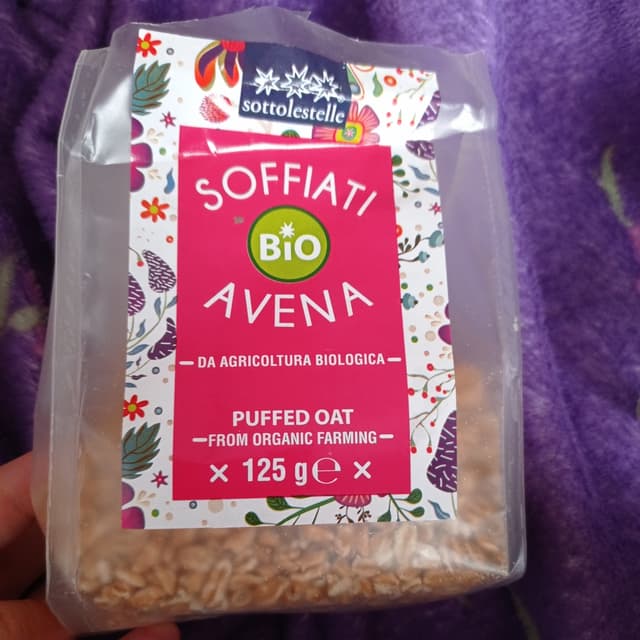 sottolestelle
SOFFIATI
BiO
AVENA
DA AGRICOLTURA BIOLOGICA
PUFFED OAT
FROM ORGANIC FARMING
× 125 g ℮ ×